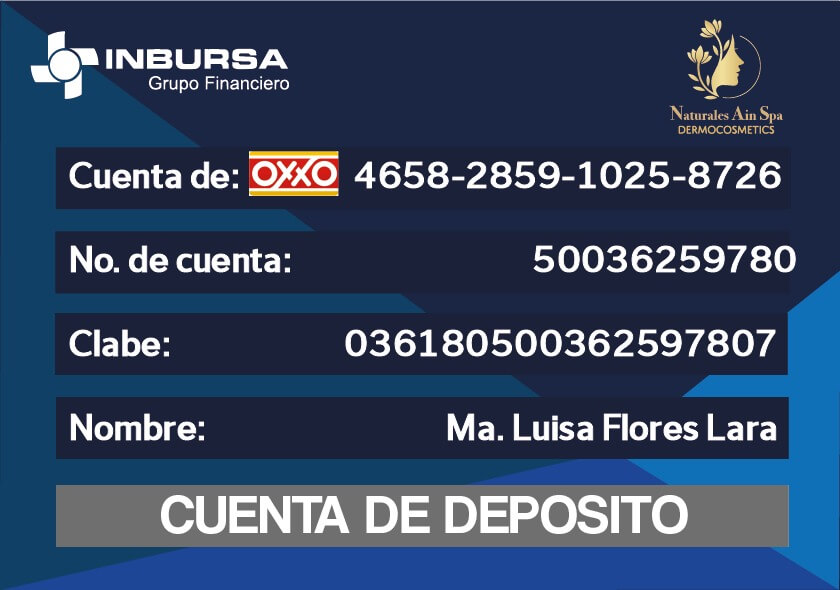 INBURSA
Grupo Financiero
Naturales Ain Spa
DERMOCOSMETICS
Cuenta de: OXXO 4658-2859-1025-8726
No. de cuenta: 50036259780
Clabe: 036180500362597807
Nombre: Ma. Luisa Flores Lara
CUENTA DE DEPOSITO